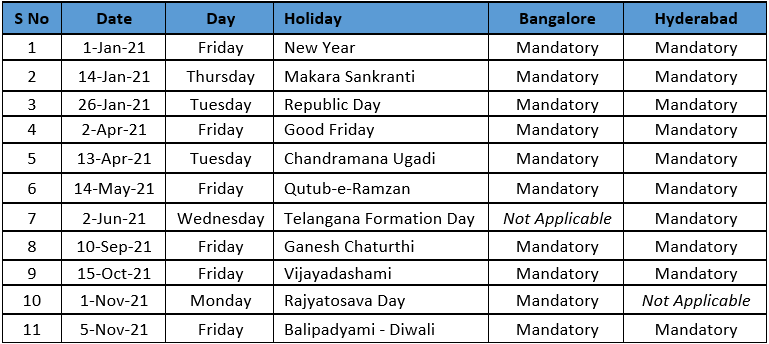 S No Date Day Holiday Bangalore Hyderabad
1 1-Jan-21 Friday New Year Mandatory Mandatory
2 14-Jan-21 Thursday Makara Sankranti Mandatory Mandatory
3 26-Jan-21 Tuesday Republic Day Mandatory Mandatory
4 2-Apr-21 Friday Good Friday Mandatory Mandatory
5 13-Apr-21 Tuesday Chandramana Ugadi Mandatory Mandatory
6 14-May-21 Friday Qutub-e-Ramzan Mandatory Mandatory
7 2-Jun-21 Wednesday Telangana Formation Day Not Applicable Mandatory
8 10-Sep-21 Friday Ganesh Chaturthi Mandatory Mandatory
9 15-Oct-21 Friday Vijayadashami Mandatory Mandatory
10 1-Nov-21 Monday Rajyatosava Day Mandatory Not Applicable
11 5-Nov-21 Friday Balipadyami - Diwali Mandatory Mandatory